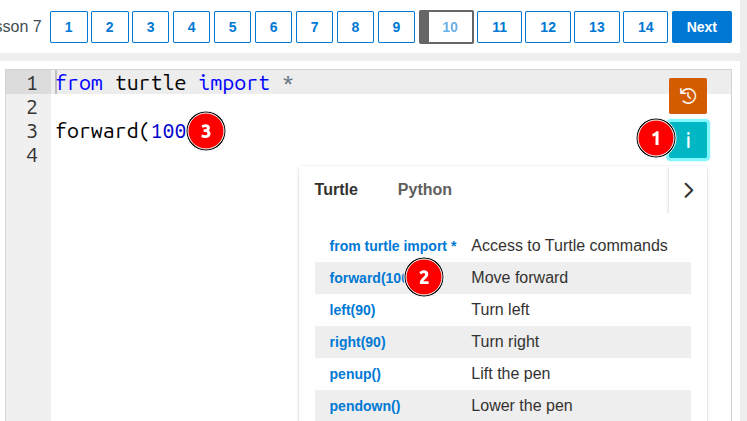 sson 7 1 2 3 4 5 6 7 8 9 10 11 12 13 14 Next
1 from turtle import *
2
3 forward(100 3
4
1 i
Turtle Python
from turtle import * Access to Turtle commands
forward(100 2 Move forward
left(90) Turn left
right(90) Turn right
penup() Lift the pen
pendown() Lower the pen